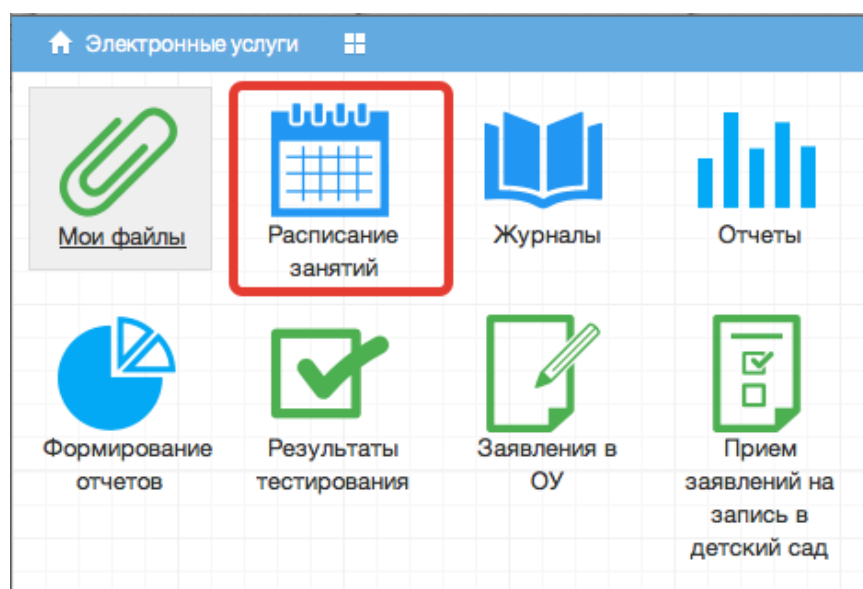 Электронные услуги
Мои файлы
Расписание
занятий
Журналы
Отчеты
Формирование
отчетов
Результаты
тестирования
Заявления в
ОУ
Прием
заявлений на
запись в
детский сад